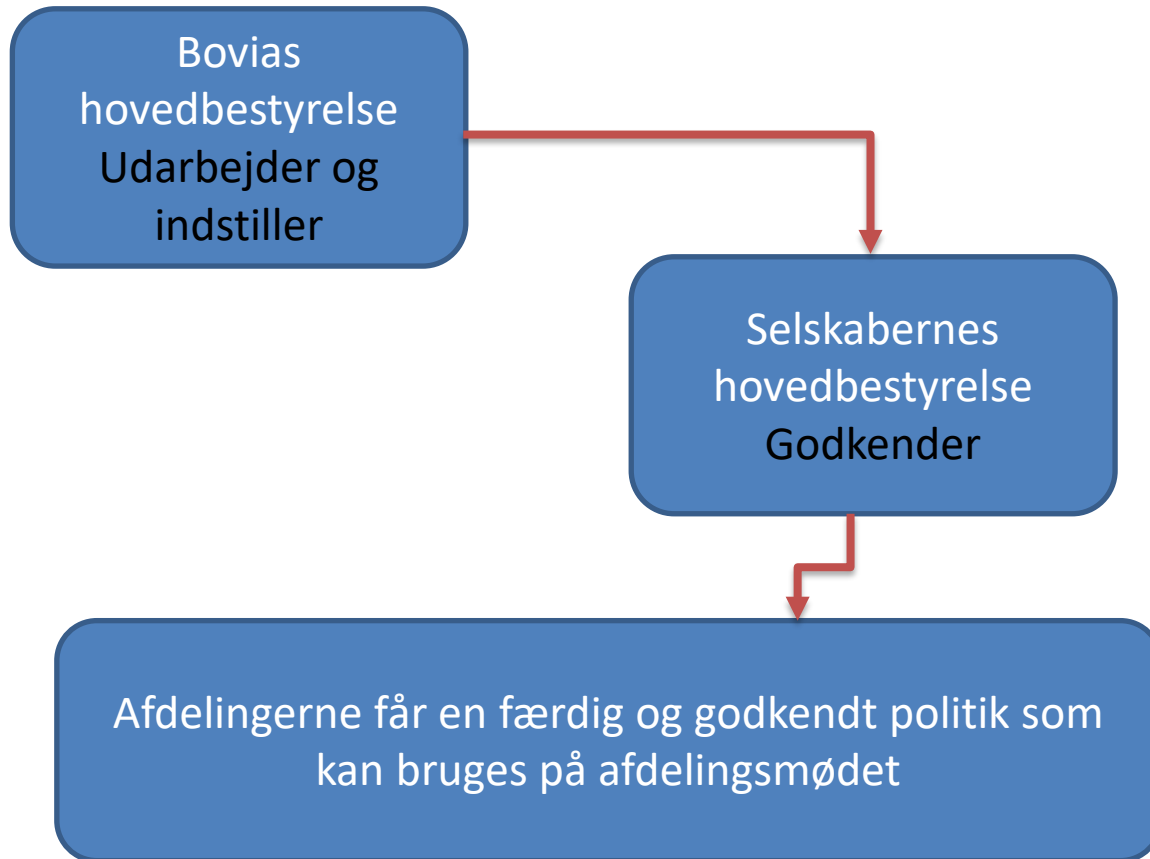 Bovias
hovedbestyrelse
Udarbejder og
indstiller
Selskabernes
hovedbestyrelse
Godkender
Afdelingerne får en færdig og godkendt politik som
kan bruges på afdelingsmødet